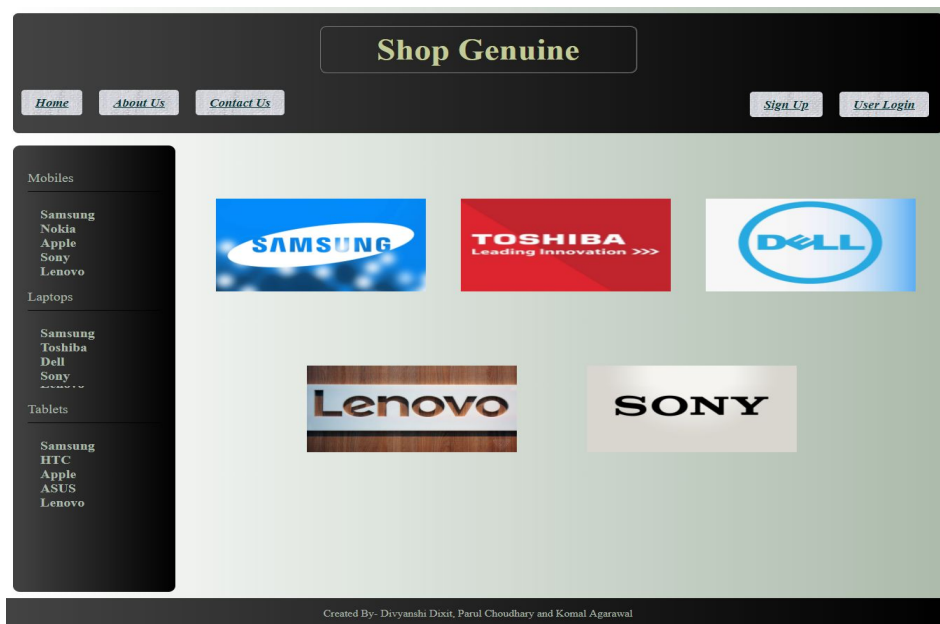 Shop Genuine
Home About Us Contact Us Sign Up User Login
Mobiles
Samsung
Nokia
Apple
Sony
Lenovo
Laptops
Samsung
Toshiba
Dell
Sony
Tablets
Samsung
HTC
Apple
ASUS
Lenovo
SAMSUNG
TOSHIBA
Leading Innovation >>>
DELL
Lenovo
SONY
Created By- Divyanshi Dixit, Parul Choudhary and Komal Agarawal